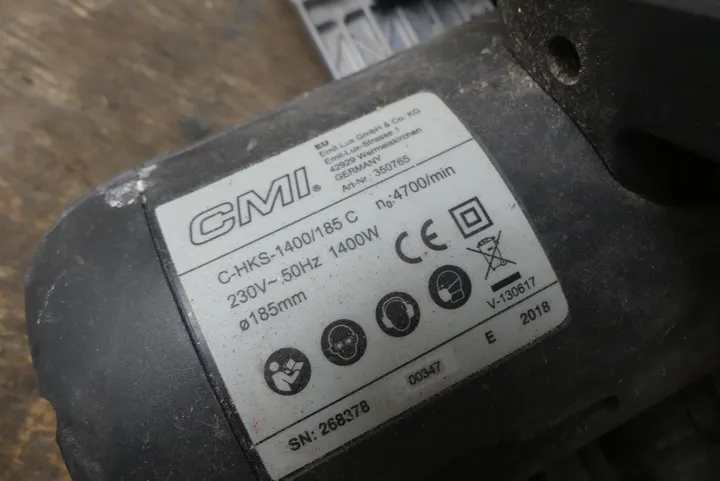 CMI®
EU
Emil Lux GmbH & Co. KG
Emil-Lux-Strasse 1
42929 Wermelskirchen
GERMANY
Art-Nr.: 350765
C-HKS-1400/185 C
n₀:4700/min
230V~ 50Hz 1400W
ø185mm
CE
V-130617
SN: 268378
00347
E
2018